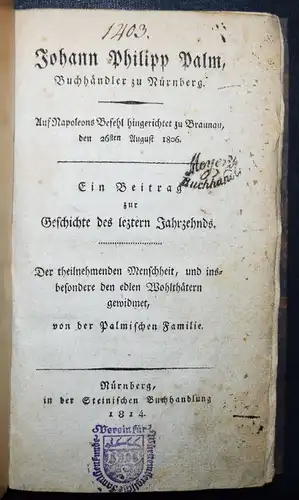 1403.
Johann Philipp Palm,
Buchhändler zu Nürnberg.
Auf Napoleons Befehl hingerichtet zu Braunau,
den 26sten August 1806.
Ein Beitrag
zur
Geschichte des leztern Jahrzehnds.
Der theilnehmenden Menschheit, und ins-
besondere den edlen Wohlthätern
gewidmet,
von der Palmischen Familie.
Nürnberg,
in der Steinischen Buchhandlung
1814.
Verein für